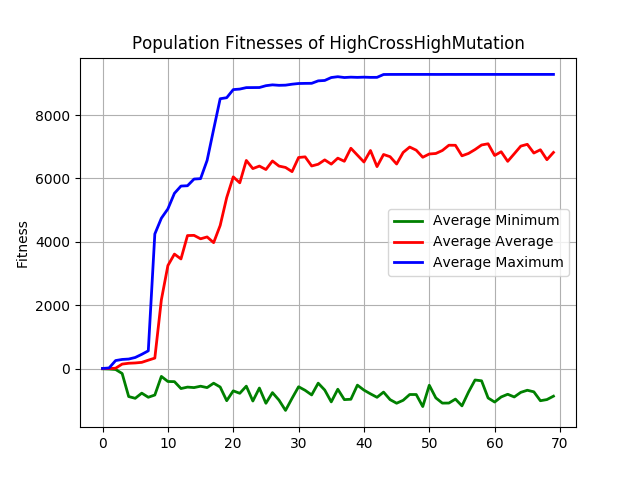 Population Fitnesses of HighCrossHighMutation
Fitness
8000
6000
4000
2000
0
Average Minimum
Average Average
Average Maximum
0 10 20 30 40 50 60 70